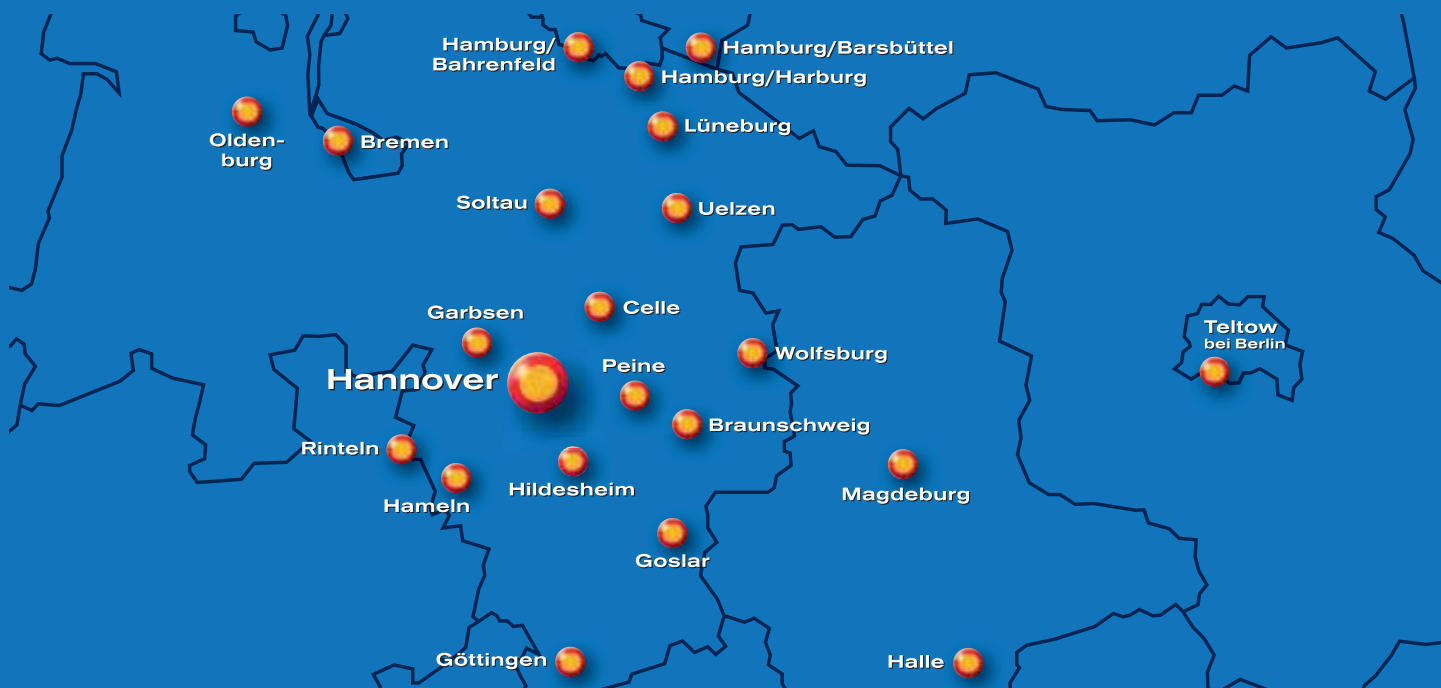 Hamburg/
Bahrenfeld
Hamburg/Barsbüttel
Hamburg/Harburg
Lüneburg
Olden-
burg
Bremen
Soltau
Uelzen
Celle
Garbsen
Teltow
bei Berlin
Wolfsburg
Peine
Hannover
Braunschweig
Rinteln
Hildesheim
Magdeburg
Hameln
Goslar
Göttingen
Halle